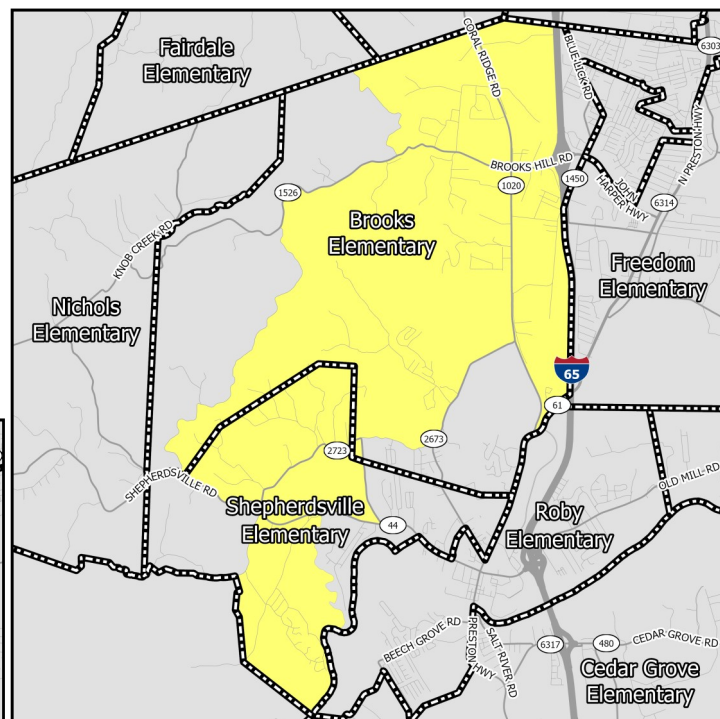 Fairdale
Elementary
CORAL RIDGE RD
BLUE LICK RD
6303
N PRESTON HWY
BROOKS HILL RD
1526
1020
1450
JOHN
HARPER HWY
6314
Brooks
Elementary
KNOB CREEK RD
Freedom
Elementary
Nichols
Elementary
65
61
2673
2723
SHEPHERDSVILLE RD
OLD MILL RD
Shepherdsville
Elementary
44
Roby
Elementary
BEECH GROVE RD
PRESTON HWY
SALT RIVER RD
6317
480
CEDAR GROVE RD
Cedar Grove
Elementary